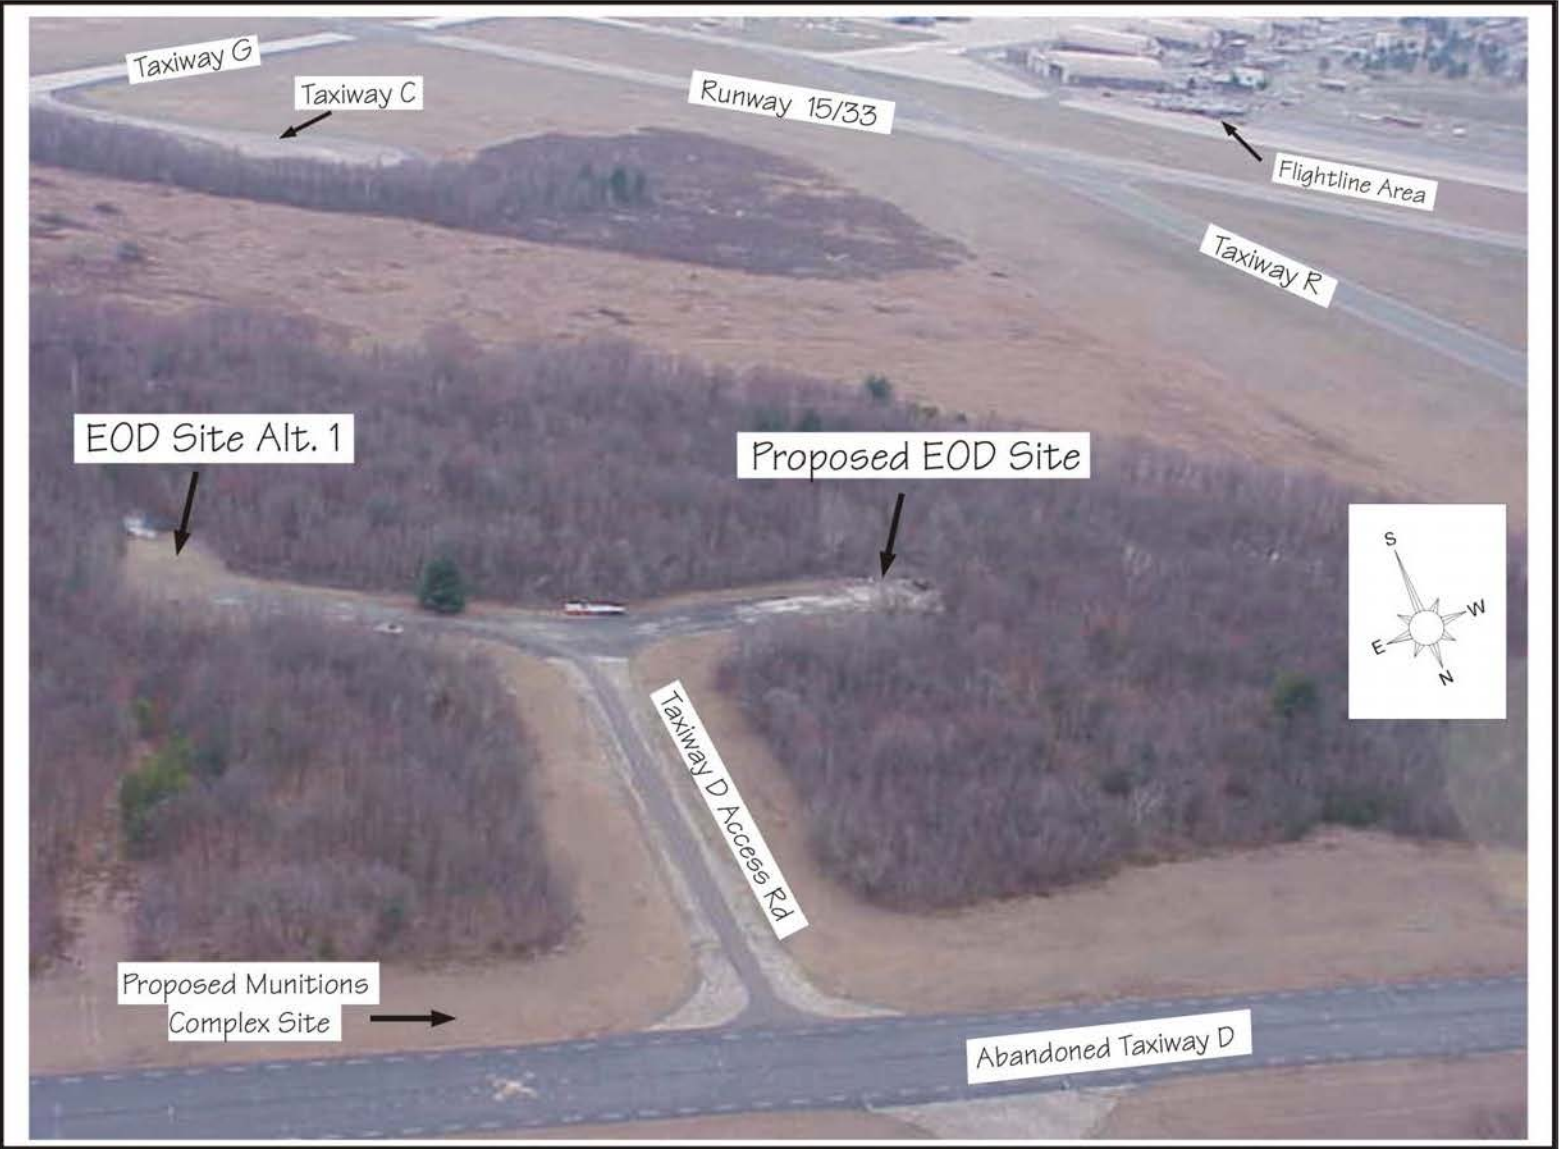 Taxiway G
Taxiway C
Runway 15/33
Flightline Area
Taxiway R
EOD Site Alt. 1
Proposed EOD Site
S
W
E
N
Taxiway D Access Rd
Proposed Munitions
Complex Site
Abandoned Taxiway D